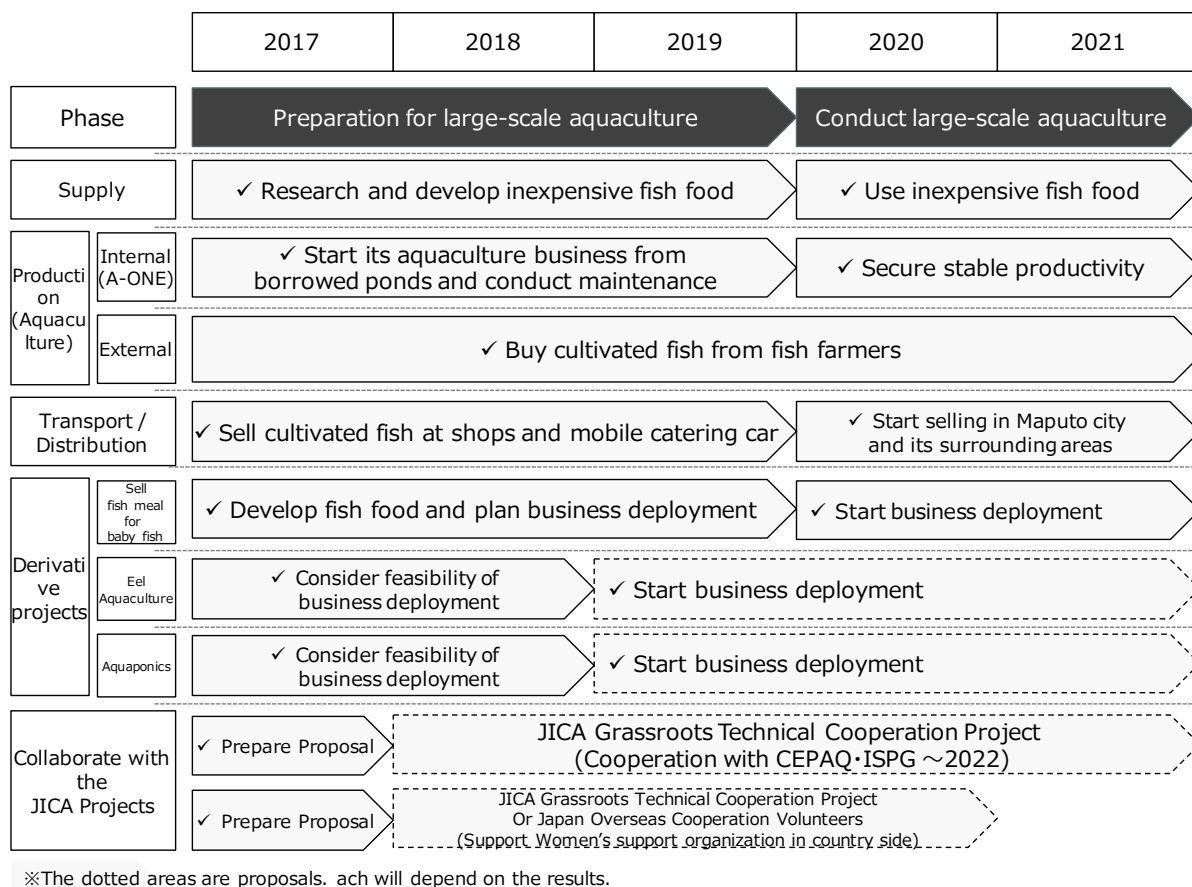 2017
2018
2019
2020
2021
Phase
Preparation for large-scale aquaculture
Conduct large-scale aquaculture
Supply
✓ Research and develop inexpensive fish food
✓ Use inexpensive fish food
Producti
on
(Aquacu
lture)
Internal
(A-ONE)
✓ Start its aquaculture business from
borrowed ponds and conduct maintenance
✓ Secure stable productivity
External
✓ Buy cultivated fish from fish farmers
Transport /
Distribution
✓ Sell cultivated fish at shops and mobile catering car
✓ Start selling in Maputo city
and its surrounding areas
Derivat
ive
projects
Sell
fish meal
for
baby fish
✓ Develop fish food and plan business deployment
✓ Start business deployment
Eel
Aquaculture
✓ Consider feasibility of
business deployment
✓ Start business deployment
Aquaponics
✓ Consider feasibility of
business deployment
✓ Start business deployment
Collaborate with
the
JICA Projects
✓ Prepare Proposal
JICA Grassroots Technical Cooperation Project
(Cooperation with CEPAQ・ISPG ～2022)
✓ Prepare Proposal
JICA Grassroots Technical Cooperation Project
Or Japan Overseas Cooperation Volunteers
(Support Women's support organization in country side)
※The dotted areas are proposals. ach will depend on the results.